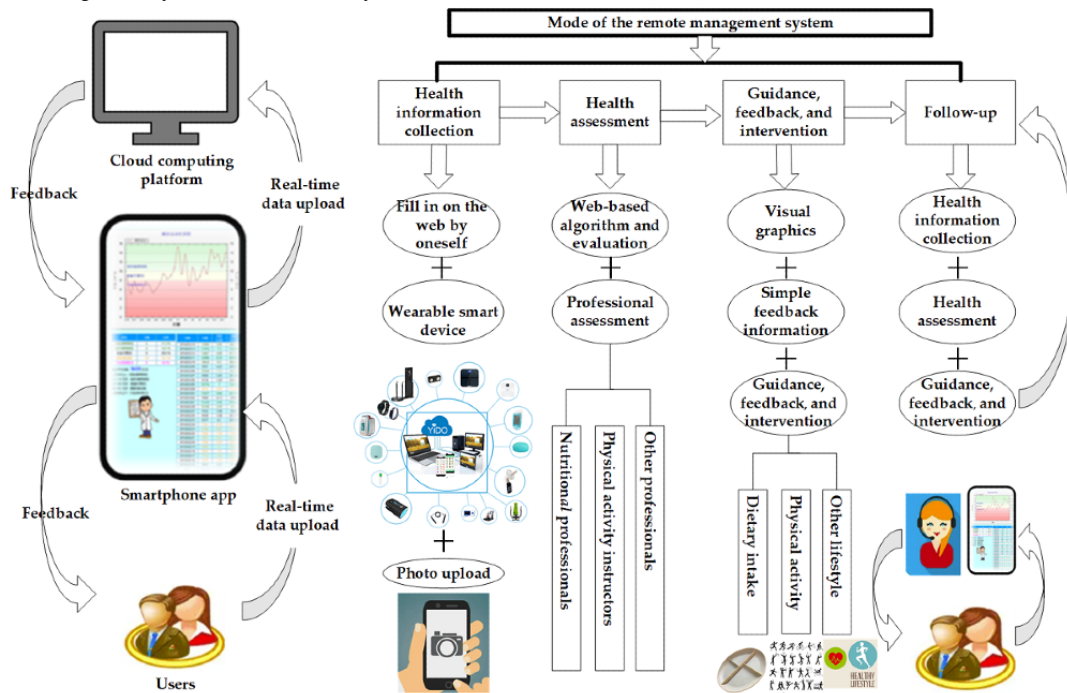 Mode of the remote management system
Cloud computing
platform
Feedback
Real-time
data upload
Smartphone app
Feedback
Real-time
data upload
Users
Health
information
collection
Health
assessment
Guidance,
feedback, and
intervention
Follow-up
Fill in on the
web by
oneself
+
Wearable smart
device
YIDO
+
Photo upload
Web-based
algorithm and
evaluation
+
Professional
assessment
Nutritional professionals
Physical activity instructors
Other professionals
Visual
graphics
+
Simple
feedback
information
+
Guidance,
feedback, and
intervention
Dietary intake
Physical activity
Other lifestyle
HEALTHY
LIFESTYLE
Health
information
collection
+
Health
assessment
+
Guidance,
feedback, and
intervention